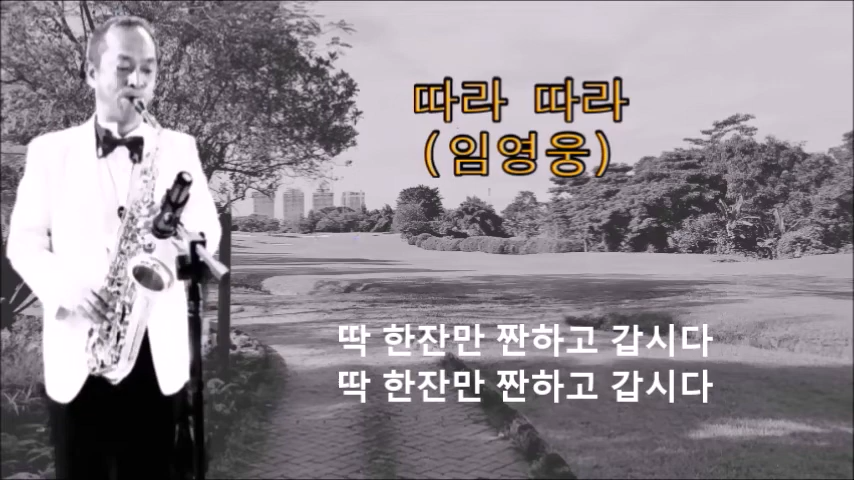 따라 따라
(임영웅)
딱 한잔만 짠하고 갑시다
딱 한잔만 짠하고 갑시다